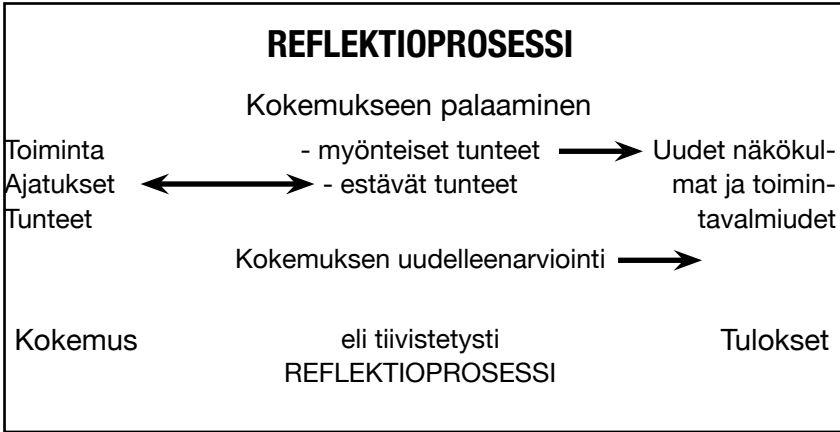 REFLEKTIOPROSESSI
Kokemukseen palaaminen
Toiminta - myönteiset tunteet Uudet näkökul-
Ajatukset - estävät tunteet mat ja toimin-
Tunteet tavalmiudet
Kokemuksen uudelleenarviointi
Kokemus eli tiivistetysti Tulokset
REFLEKTIOPROSESSI